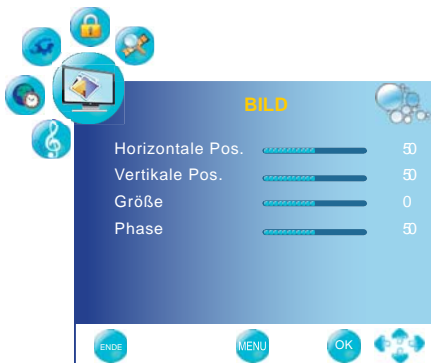 BILD
Horizontale Pos. 50
Vertikale Pos. 50
Größe 0
Phase 50
ENDE MENU OK